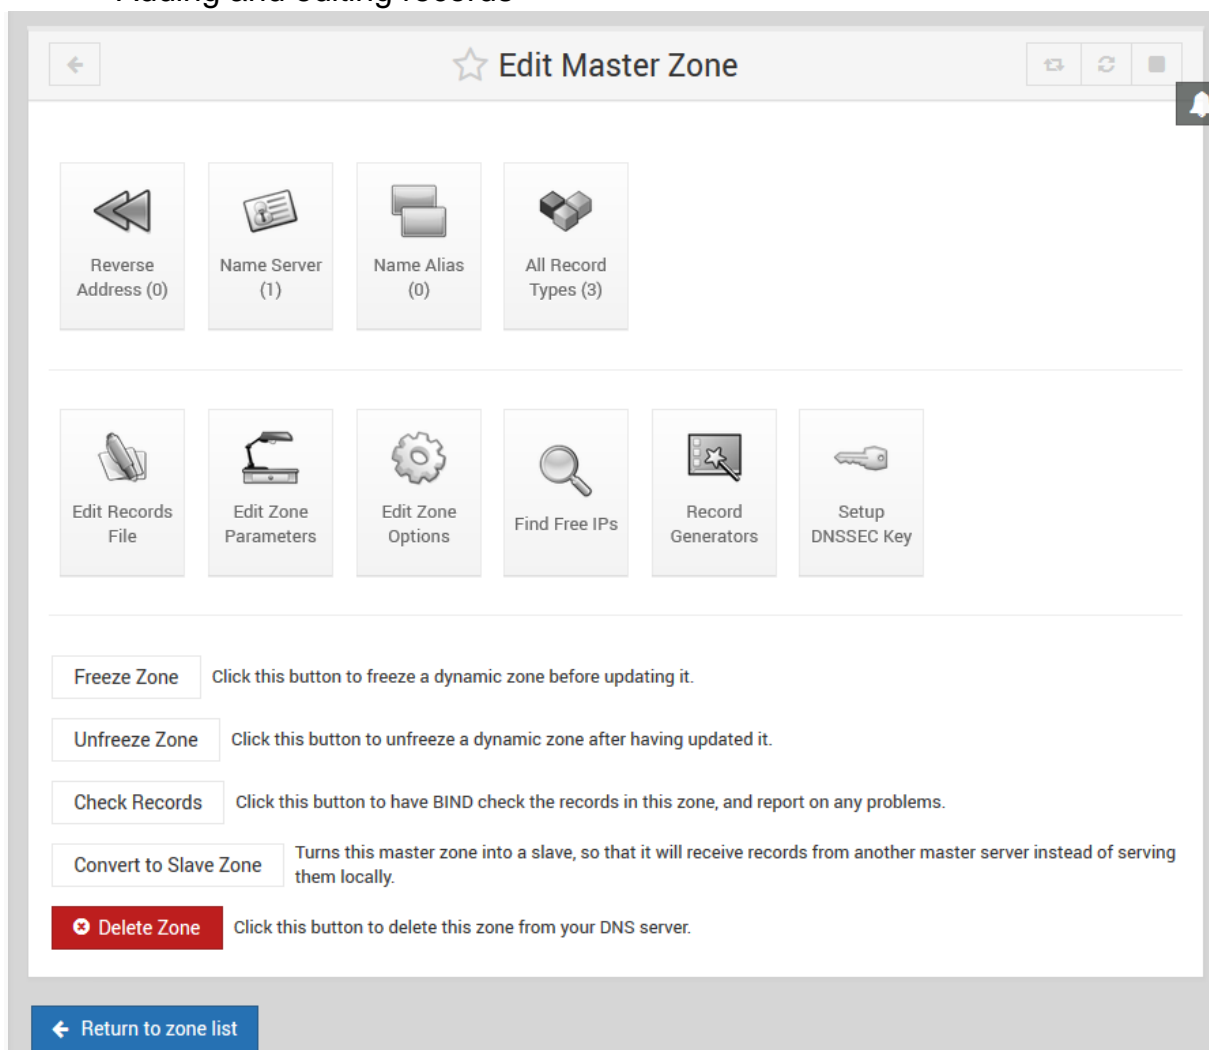 Adding and editing records
Edit Master Zone
Reverse
Address (0)
Name Server
(1)
Name Alias
(0)
All Record
Types (3)
Edit Records
File
Edit Zone
Parameters
Edit Zone
Options
Find Free IPs
Record
Generators
Setup
DNSSEC Key
Freeze Zone Click this button to freeze a dynamic zone before updating it.
Unfreeze Zone Click this button to unfreeze a dynamic zone after having updated it.
Check Records Click this button to have BIND check the records in this zone, and report on any problems.
Convert to Slave Zone Turns this master zone into a slave, so that it will receive records from another master server instead of serving
them locally.
Delete Zone Click this button to delete this zone from your DNS server.
Return to zone list